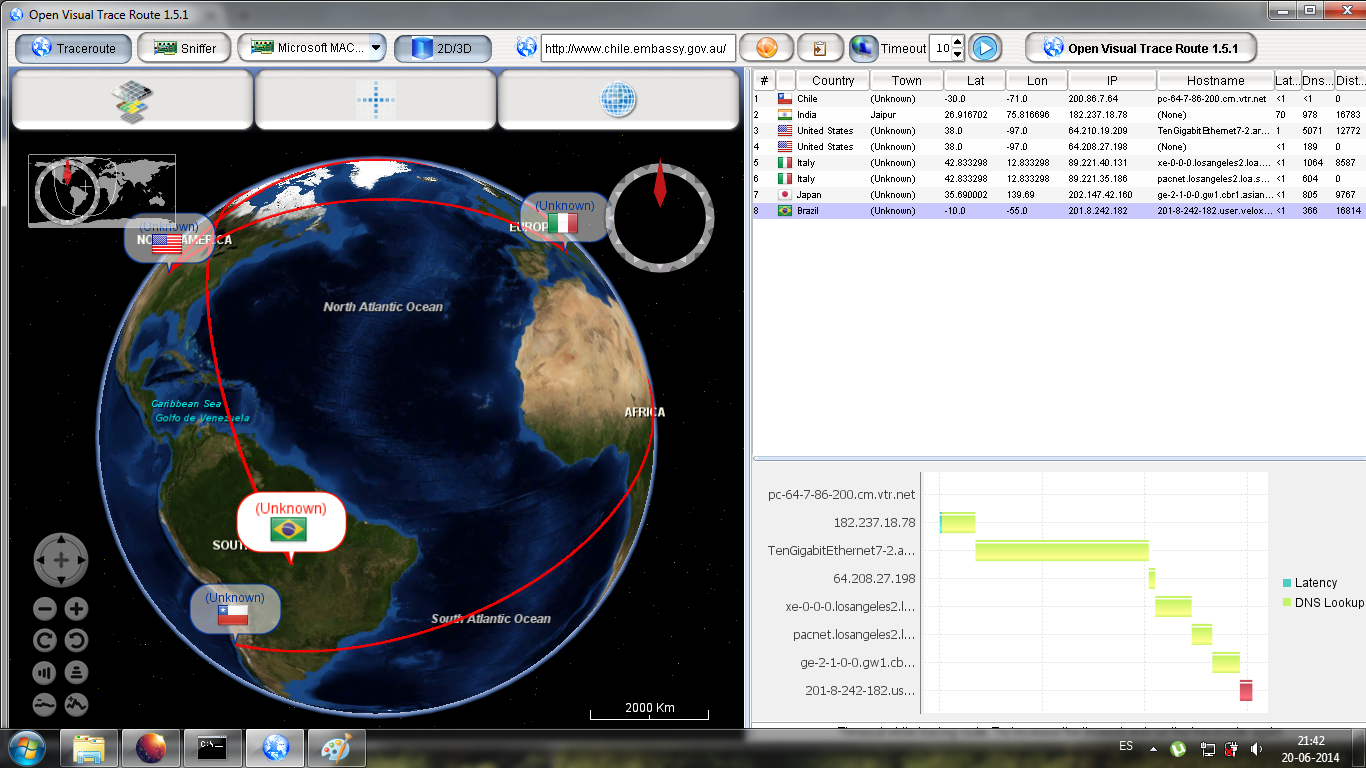 Open Visual Trace Route 1.5.1
Traceroute Sniffer Microsoft MAC... 2D/3D http://www.chile.embassy.gov.au/ Timeout 10 Open Visual Trace Route 1.5.1
# Country Town Lat Lon IP Hostname Lat... Dns... Dist...
1 Chile (Unknown) -30.0 -71.0 200.86.7.64 pc-64-7-86-200.cm.vtr.net <1 <1 0
2 India Jaipur 26.916702 75.816696 182.237.18.78 (None) 70 978 16783
3 United States (Unknown) 38.0 -97.0 64.210.19.209 TenGigabitEthernet7-2.ar... 1 5071 12772
4 United States (Unknown) 38.0 -97.0 64.208.27.198 (None) <1 189 0
5 Italy (Unknown) 42.833298 12.833298 89.221.40.131 xe-0-0-0.losangeles2.loa.... <1 1064 8587
6 Italy (Unknown) 42.833298 12.833298 89.221.35.186 pacnet.losangeles2.loa.s... <1 604 0
7 Japan (Unknown) 35.690002 139.69 202.147.42.160 ge-2-1-0-0.gw1.cbr1.asian... <1 805 9767
8 Brazil (Unknown) -10.0 -55.0 201.8.242.182 201-8-242-182.user.velox... <1 366 16814
(Unknown)
(Unknown)
AMERICA
EUROP
North Atlantic Ocean
Caribbean Sea
Golfo de Venezuela
AFRICA
(Unknown)
SOUT
(Unknown)
South Atlantic Ocean
2000 Km
pc-64-7-86-200.cm.vtr.net
182.237.18.78
TenGigabitEthernet7-2.a...
64.208.27.198
xe-0-0-0.losangeles2.l...
pacnet.losangeles2.l...
ge-2-1-0-0.gw1.cb...
201-8-242-182.us...
Latency
DNS Lookup
C:\_
ES
21:42
20-06-2014